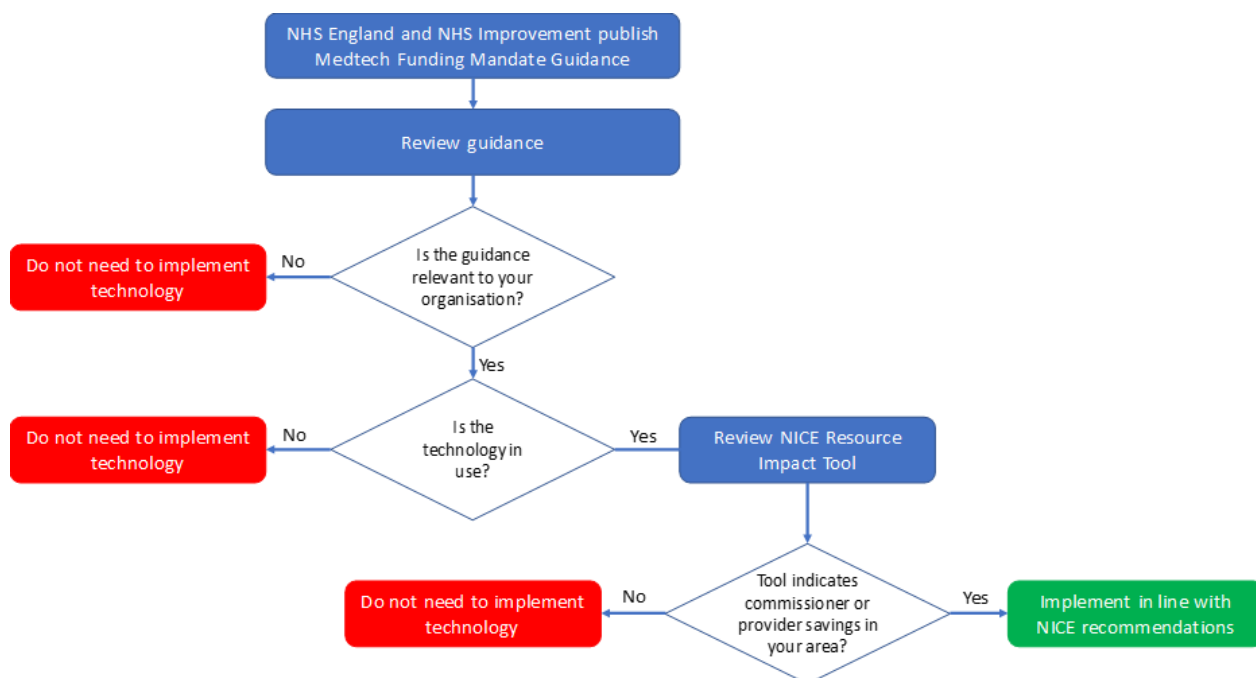 NHS England and NHS Improvement publish
Medtech Funding Mandate Guidance
Review guidance
Is the guidance
relevant to your
organisation?
No
Do not need to implement
technology
Yes
Is the
technology in
use?
No
Do not need to implement
technology
Yes
Review NICE Resource
Impact Tool
Tool indicates
commissioner or
provider savings in
your area?
No
Do not need to implement
technology
Yes
Implement in line with
NICE recommendations